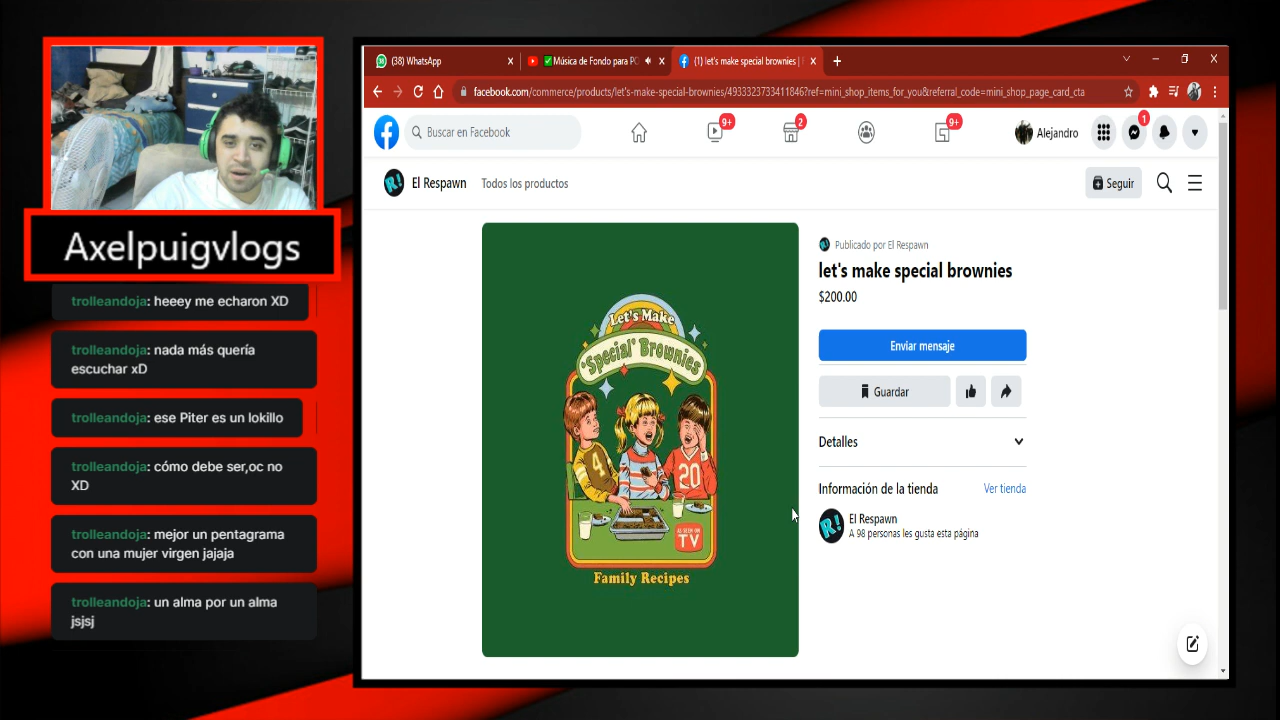 Axelpuigvlogs
trolleandoja: heeey me echaron XD
trolleandoja: nada más quería
escuchar xD
trolleandoja: ese Piter es un lokillo
trolleandoja: cómo debe ser,oc no
XD
trolleandoja: mejor un pentagrama
con una mujer virgen jajaja
trolleandoja: un alma por un alma
jsjsj
(38) WhatsApp
Música de Fondo para PO
(1) let's make special brownies |
facebook.com/commerce/products/let's-make-special-brownies/4933323733411846?ref=mini_shop_items_for_you&referral_code=mini_shop_page_card_cta
Buscar en Facebook
9+
2
9+
Alejandro
1
R!
El Respawn
Todos los productos
Seguir
Let's Make
'Special' Brownies
4
20
AS SEEN ON
TV
Family Recipes
Publicado por El Respawn
let's make special brownies
$200.00
Enviar mensaje
Guardar
Detalles
Información de la tienda
Ver tienda
R!
El Respawn
A 98 personas les gusta esta página